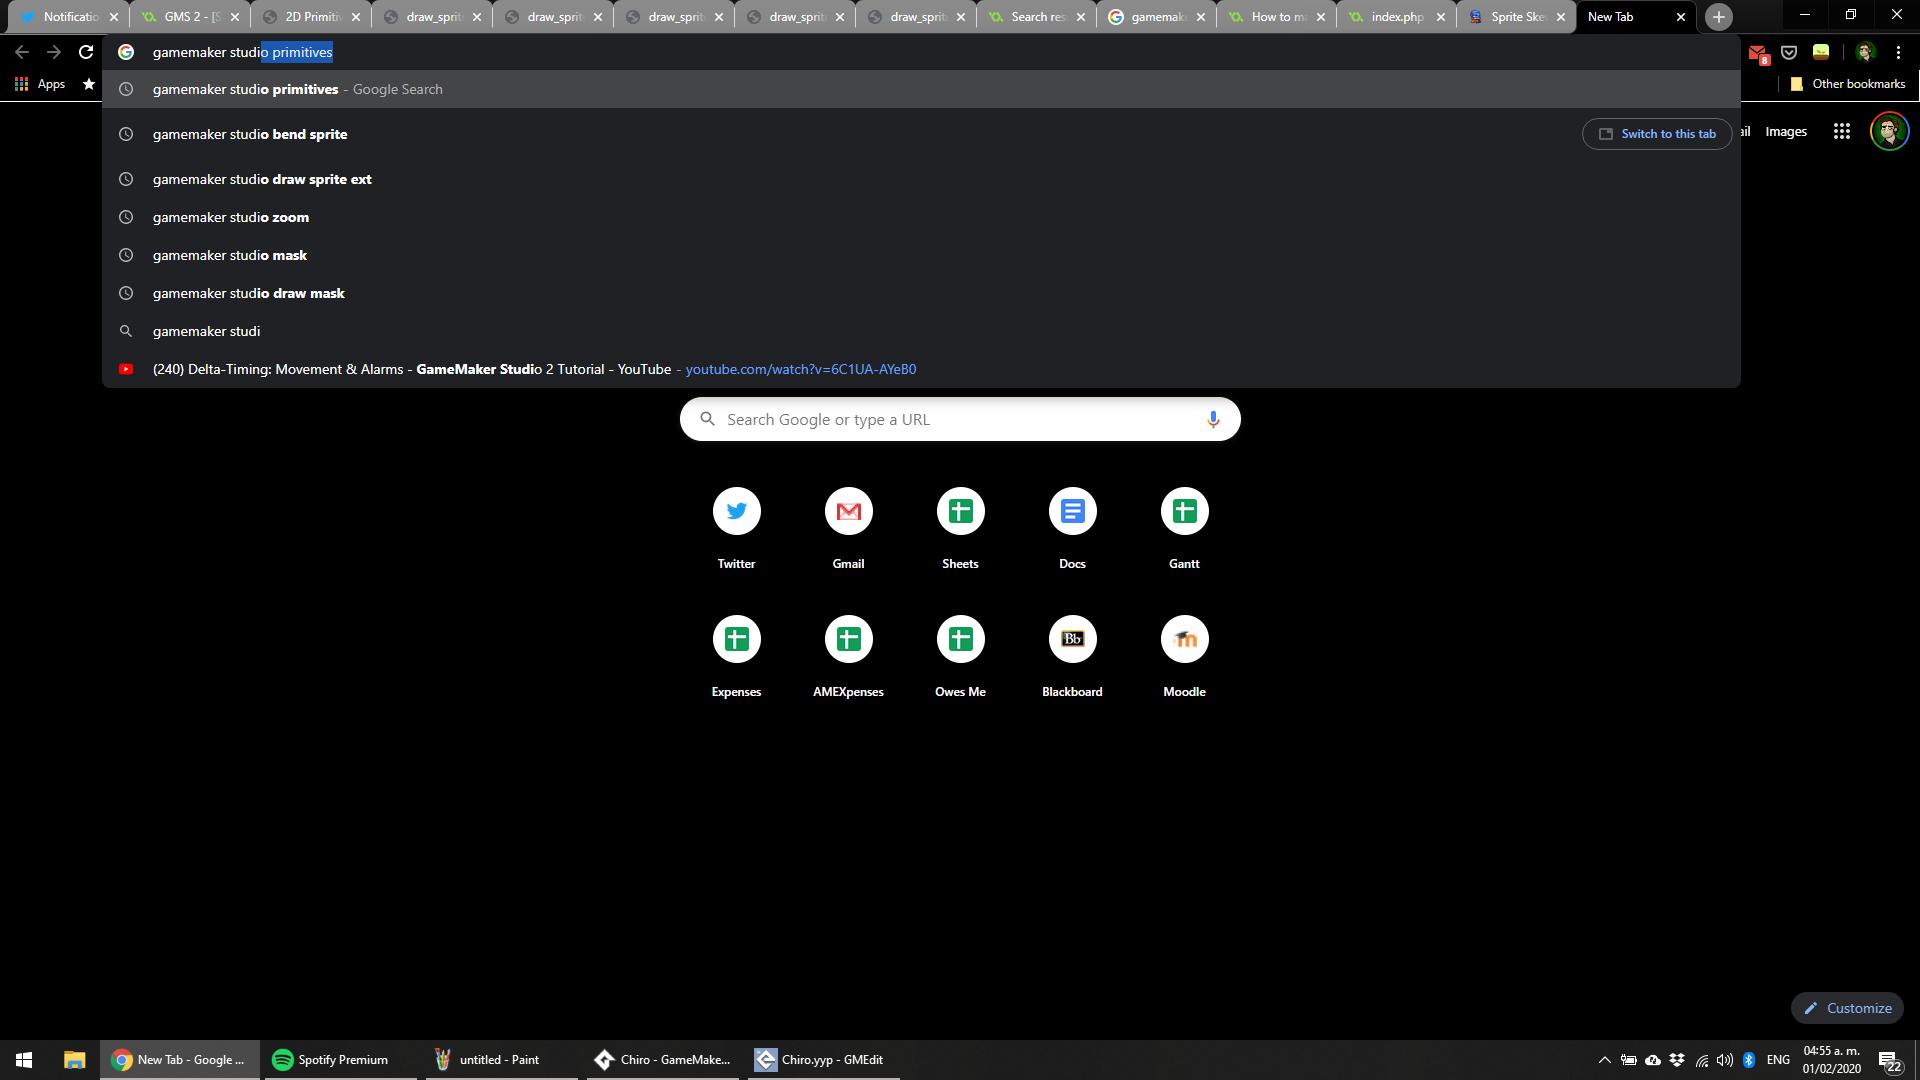 Notificatio
GMS 2 - [S
2D Primitiv
draw_sprit
draw_sprit
draw_sprit
draw_sprit
draw_sprit
Search res
gamemake
How to ma
index.php
Sprite Ske
New Tab
gamemaker studio primitives
8
Apps
Other bookmarks
gamemaker studio primitives - Google Search
gamemaker studio bend sprite
Switch to this tab
ail
Images
gamemaker studio draw sprite ext
gamemaker studio zoom
gamemaker studio mask
gamemaker studio draw mask
gamemaker studi
(240) Delta-Timing: Movement & Alarms - GameMaker Studio 2 Tutorial - YouTube - youtube.com/watch?v=6C1UA-AYeB0
Search Google or type a URL
Twitter
Gmail
Sheets
Docs
Gantt
Bb
Expenses
AMEXpenses
Owes Me
Blackboard
Moodle
Customize
New Tab - Google ...
Spotify Premium
untitled - Paint
Chiro - GameMake...
Chiro.yyp - GMEdit
ENG
04:55 a. m.
01/02/2020
22